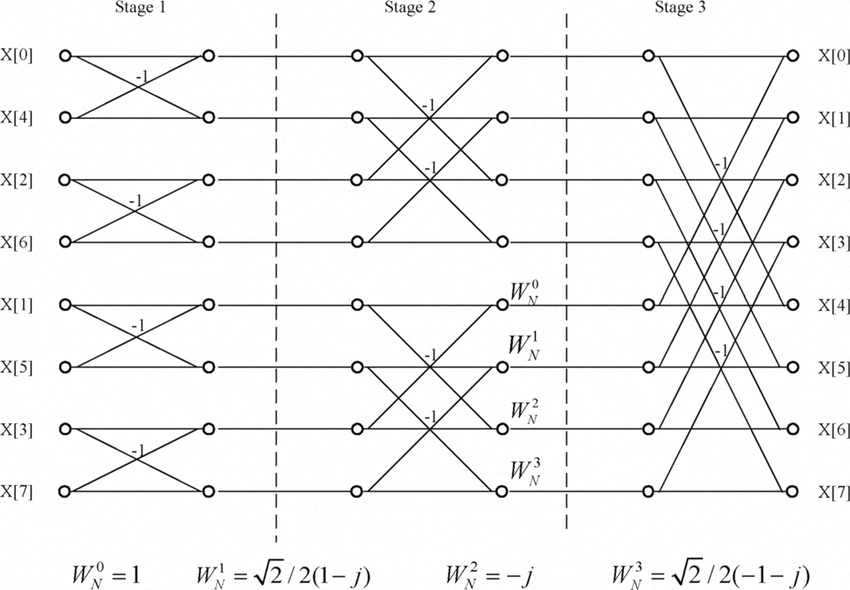 Stage 1 Stage 2 Stage 3
X[0] -1 X[0]
-1
X[4] X[1]
-1 -1
X[2] -1 X[2]
-1
X[6] X[3]
W_N^0 -1
X[1] X[4]
-1 W_N^1
-1 -1
X[5] X[5]
W_N^2
-1
X[3] X[6]
-1 W_N^3
X[7] X[7]
W_N^0 = 1 W_N^1 = √2 / 2(1− j) W_N^2 = −j W_N^3 = √2 / 2(−1− j)